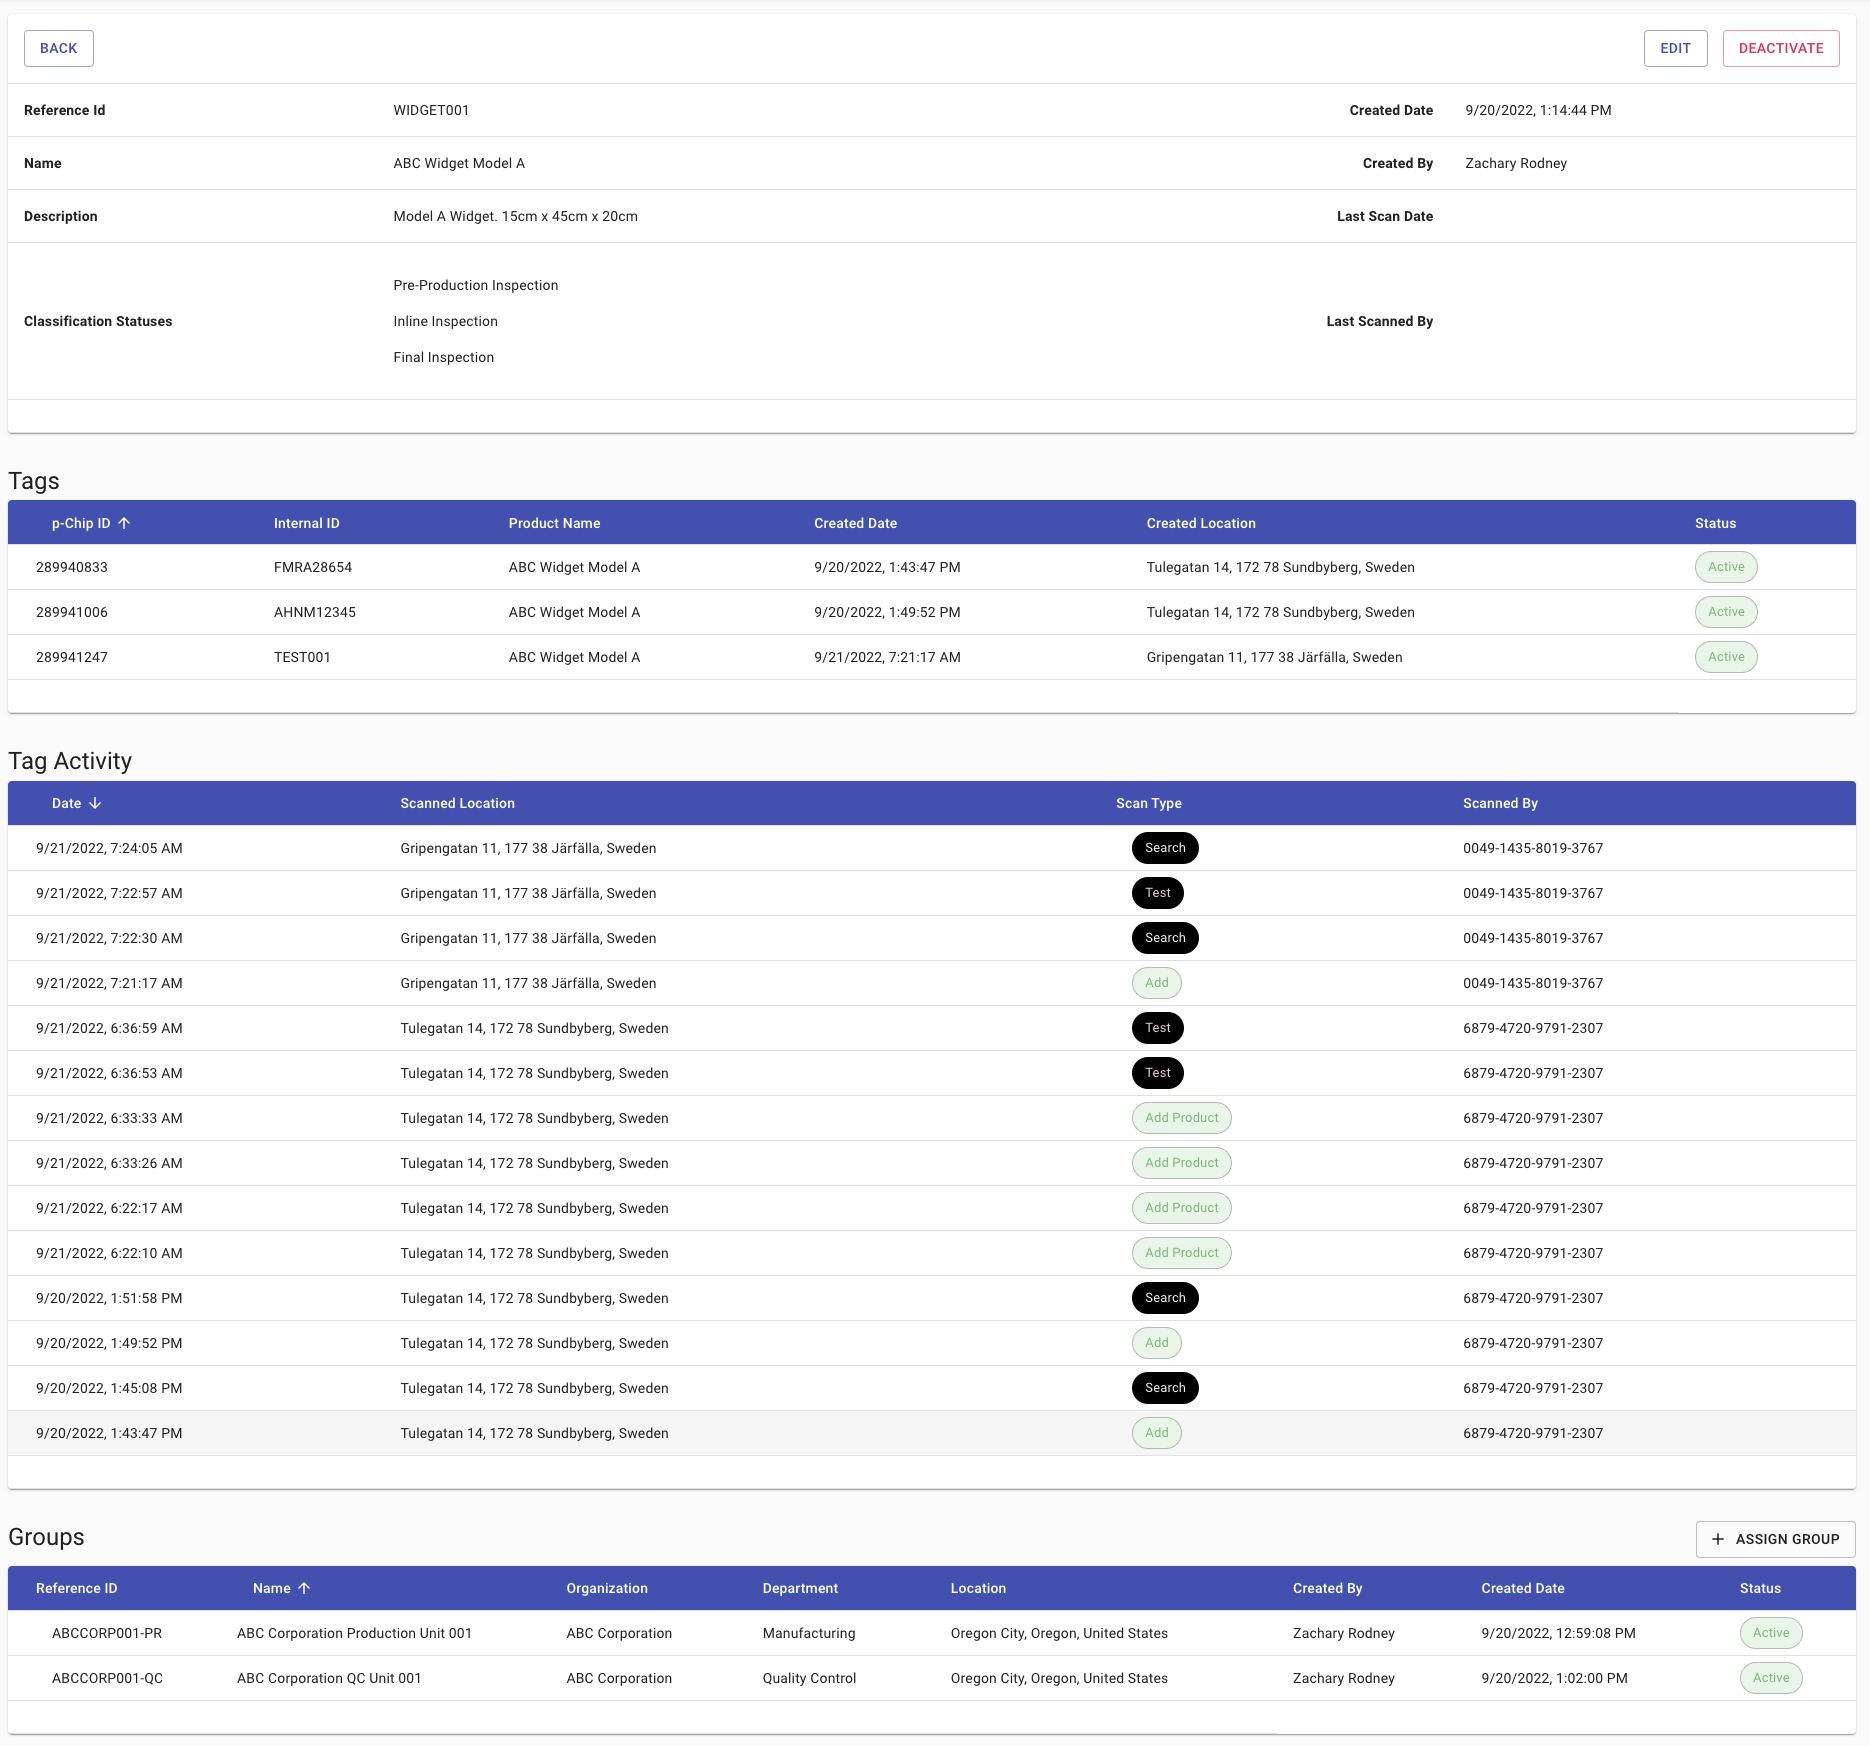 BACK EDIT DEACTIVATE
Reference Id WIDGET001 Created Date 9/20/2022, 1:14:44 PM
Name ABC Widget Model A Created By Zachary Rodney
Description Model A Widget. 15cm x 45cm x 20cm Last Scan Date
Pre-Production Inspection
Classification Statuses Inline Inspection Last Scanned By
Final Inspection
Tags
p-Chip ID Internal ID Product Name Created Date Created Location Status
289940833 FMRA28654 ABC Widget Model A 9/20/2022, 1:43:47 PM Tulegatan 14, 172 78 Sundbyberg, Sweden Active
289941006 AHNM12345 ABC Widget Model A 9/20/2022, 1:49:52 PM Tulegatan 14, 172 78 Sundbyberg, Sweden Active
289941247 TEST001 ABC Widget Model A 9/21/2022, 7:21:17 AM Gripengatan 11, 177 38 Järfälla, Sweden Active
Tag Activity
Date Scanned Location Scan Type Scanned By
9/21/2022, 7:24:05 AM Gripengatan 11, 177 38 Järfälla, Sweden Search 0049-1435-8019-3767
9/21/2022, 7:22:57 AM Gripengatan 11, 177 38 Järfälla, Sweden Test 0049-1435-8019-3767
9/21/2022, 7:22:30 AM Gripengatan 11, 177 38 Järfälla, Sweden Search 0049-1435-8019-3767
9/21/2022, 7:21:17 AM Gripengatan 11, 177 38 Järfälla, Sweden Add 0049-1435-8019-3767
9/21/2022, 6:36:59 AM Tulegatan 14, 172 78 Sundbyberg, Sweden Test 6879-4720-9791-2307
9/21/2022, 6:36:53 AM Tulegatan 14, 172 78 Sundbyberg, Sweden Test 6879-4720-9791-2307
9/21/2022, 6:33:33 AM Tulegatan 14, 172 78 Sundbyberg, Sweden Add Product 6879-4720-9791-2307
9/21/2022, 6:33:26 AM Tulegatan 14, 172 78 Sundbyberg, Sweden Add Product 6879-4720-9791-2307
9/21/2022, 6:22:17 AM Tulegatan 14, 172 78 Sundbyberg, Sweden Add Product 6879-4720-9791-2307
9/21/2022, 6:22:10 AM Tulegatan 14, 172 78 Sundbyberg, Sweden Add Product 6879-4720-9791-2307
9/20/2022, 1:51:58 PM Tulegatan 14, 172 78 Sundbyberg, Sweden Search 6879-4720-9791-2307
9/20/2022, 1:49:52 PM Tulegatan 14, 172 78 Sundbyberg, Sweden Add 6879-4720-9791-2307
9/20/2022, 1:45:08 PM Tulegatan 14, 172 78 Sundbyberg, Sweden Search 6879-4720-9791-2307
9/20/2022, 1:43:47 PM Tulegatan 14, 172 78 Sundbyberg, Sweden Add 6879-4720-9791-2307
Groups + ASSIGN GROUP
Reference ID Name Organization Department Location Created By Created Date Status
ABCCORP001-PR ABC Corporation Production Unit 001 ABC Corporation Manufacturing Oregon City, Oregon, United States Zachary Rodney 9/20/2022, 12:59:08 PM Active
ABCCORP001-QC ABC Corporation QC Unit 001 ABC Corporation Quality Control Oregon City, Oregon, United States Zachary Rodney 9/20/2022, 1:02:00 PM Active